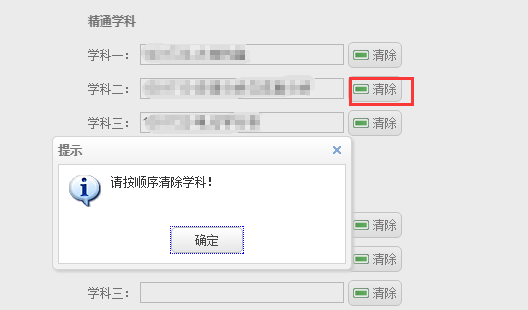 精通学科
学科一： 清除
学科二： 清除
学科三： 清除
提示
请按顺序清除学科！
确定
清除
清除
学科三： 清除